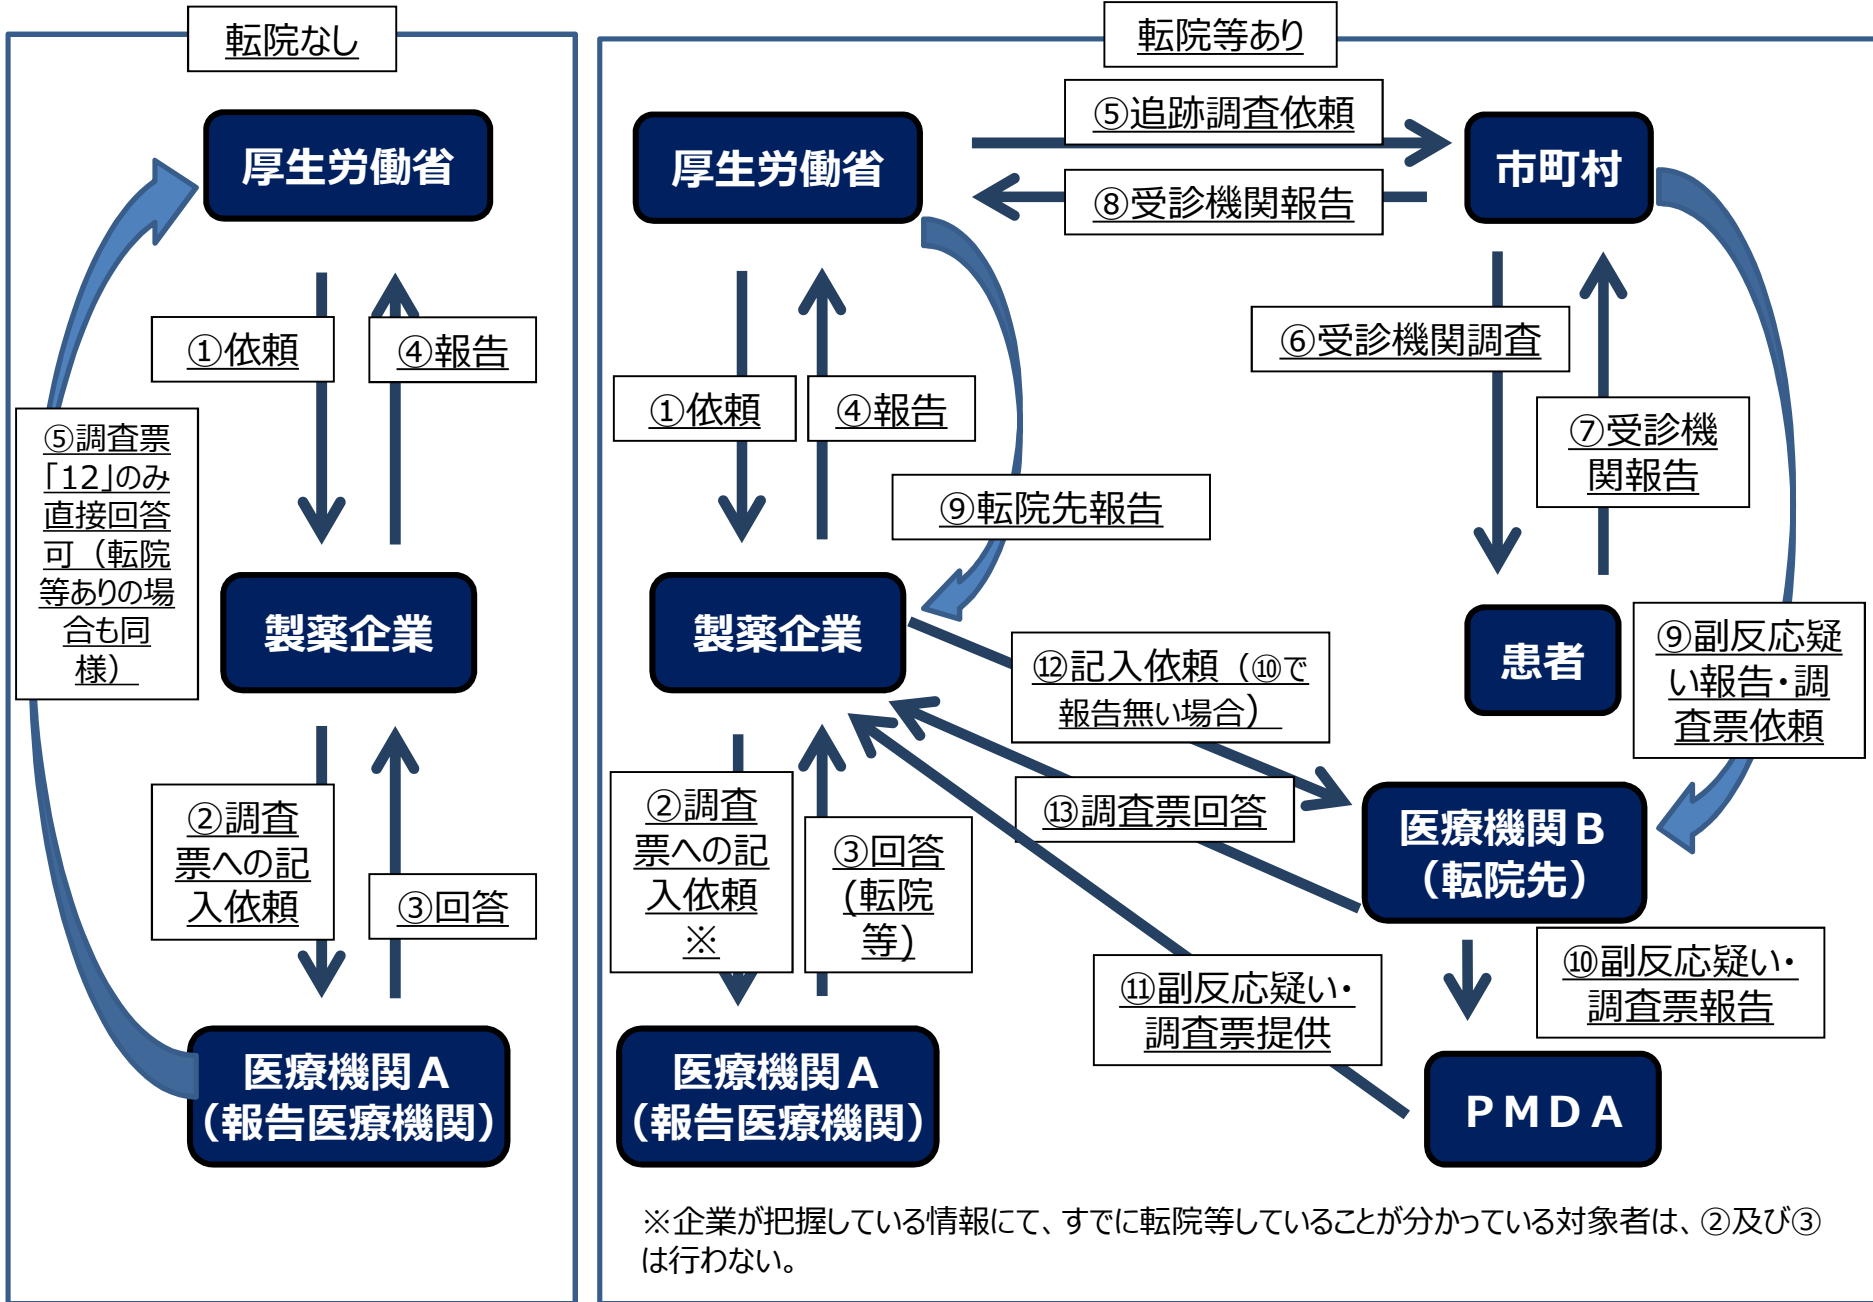 転院なし
厚生労働省
①依頼
④報告
⑤調査票
「12」のみ
直接回答
可（転院
等ありの場
合も同
様）
製薬企業
②調査
票への記
入依頼
③回答
医療機関Ａ
（報告医療機関）
転院等あり
厚生労働省
⑤追跡調査依頼
⑧受診機関報告
市町村
①依頼
④報告
⑨転院先報告
⑥受診機関調査
⑦受診機
関報告
製薬企業
患者
⑨副反応疑
い報告・調
査票依頼
⑫記入依頼（⑩で
報告無い場合）
⑬調査票回答
②調査
票への記
入依頼
※
③回答
(転院
等)
医療機関Ｂ
（転院先）
⑪副反応疑い・
調査票提供
⑩副反応疑い・
調査票報告
医療機関Ａ
（報告医療機関）
ＰＭＤＡ
※企業が把握している情報にて、すでに転院等していることが分かっている対象者は、②及び③
は行わない。